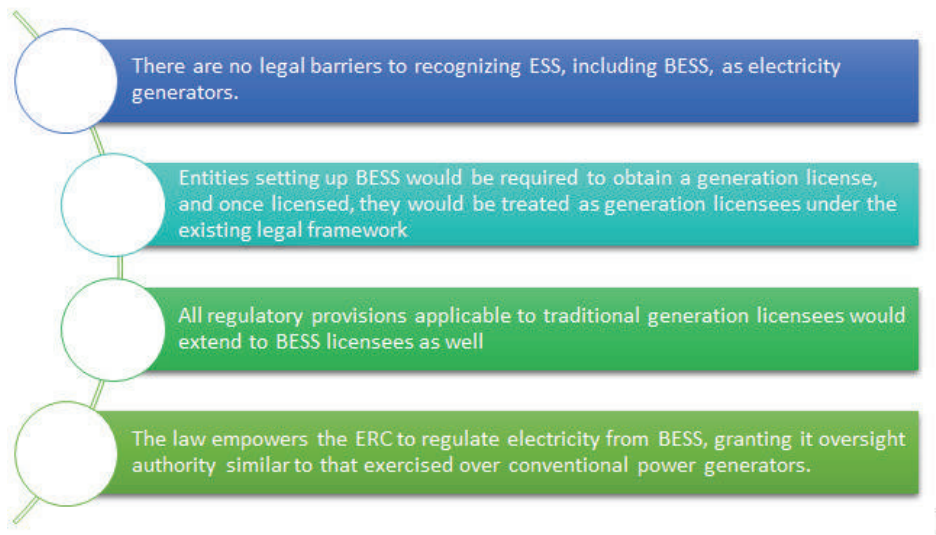 There are no legal barriers to recognizing ESS, including BESS, as electricity
generators.
Entities setting up BESS would be required to obtain a generation license,
and once licensed, they would be treated as generation licensees under the
existing legal framework
All regulatory provisions applicable to traditional generation licensees would
extend to BESS licensees as well
The law empowers the ERC to regulate electricity from BESS, granting it oversight
authority similar to that exercised over conventional power generators.